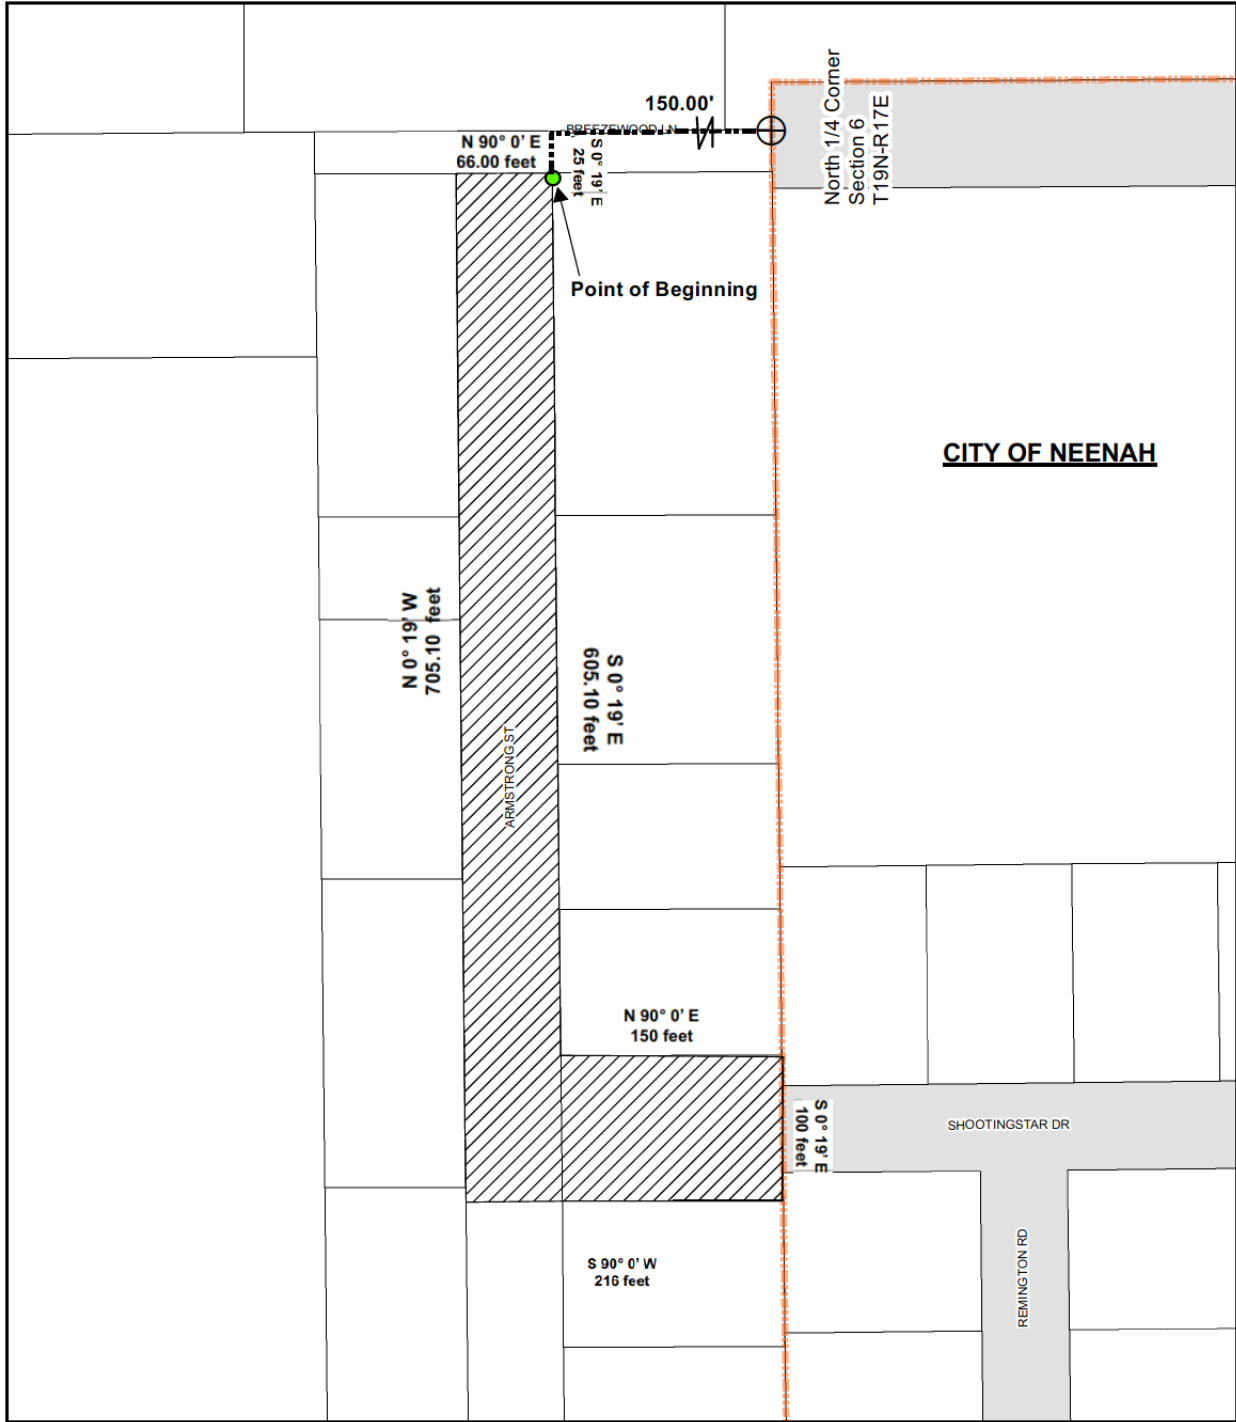 150.00'
BREEZEWOOD LN
North 1/4 Corner
Section 6
T19N-R17E
N 90° 0' E
66.00 feet
S 0° 19' E
25 feet
Point of Beginning
CITY OF NEENAH
N 0° 19' W
705.10 feet
S 0° 19' E
605.10 feet
ARMSTRONG ST
N 90° 0' E
150 feet
S 0° 19' E
100 feet
SHOOTINGSTAR DR
S 90° 0' W
216 feet
REMINGTON RD